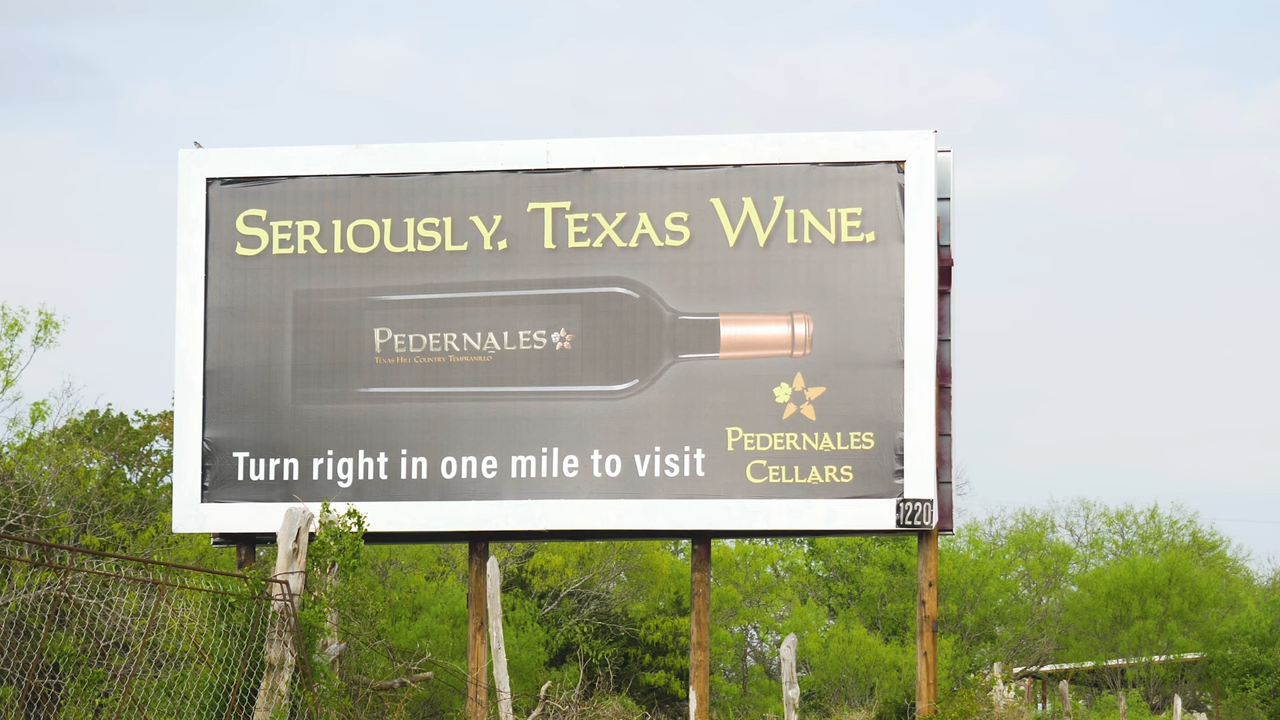 SERIOUSLY. TEXAS WINE.
PEDERNALES
TEXAS HILL COUNTRY TEMPRANILLO
Turn right in one mile to visit
PEDERNALES
CELLARS
1220